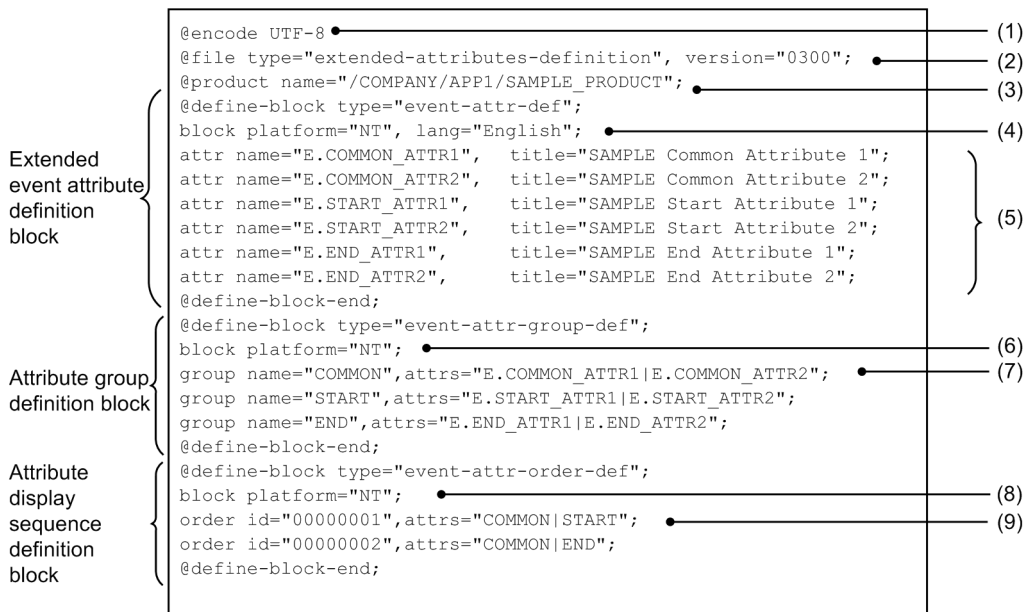 @encode UTF-8 (1)
@file type="extended-attributes-definition", version="0300"; (2)
@product name="/COMPANY/APP1/SAMPLE_PRODUCT"; (3)
Extended
event attribute
definition
block
@define-block type="event-attr-def";
block platform="NT", lang="English"; (4)
attr name="E.COMMON_ATTR1", title="SAMPLE Common Attribute 1";
attr name="E.COMMON_ATTR2", title="SAMPLE Common Attribute 2";
attr name="E.START_ATTR1", title="SAMPLE Start Attribute 1";
attr name="E.START_ATTR2", title="SAMPLE Start Attribute 2";
attr name="E.END_ATTR1", title="SAMPLE End Attribute 1";
attr name="E.END_ATTR2", title="SAMPLE End Attribute 2";
(5)
@define-block-end;
Attribute group
definition block
@define-block type="event-attr-group-def";
block platform="NT"; (6)
group name="COMMON",attrs="E.COMMON_ATTR1|E.COMMON_ATTR2"; (7)
group name="START",attrs="E.START_ATTR1|E.START_ATTR2";
group name="END",attrs="E.END_ATTR1|E.END_ATTR2";
@define-block-end;
Attribute
display
sequence
definition
block
@define-block type="event-attr-order-def";
block platform="NT"; (8)
order id="00000001",attrs="COMMON|START"; (9)
order id="00000002",attrs="COMMON|END";
@define-block-end;